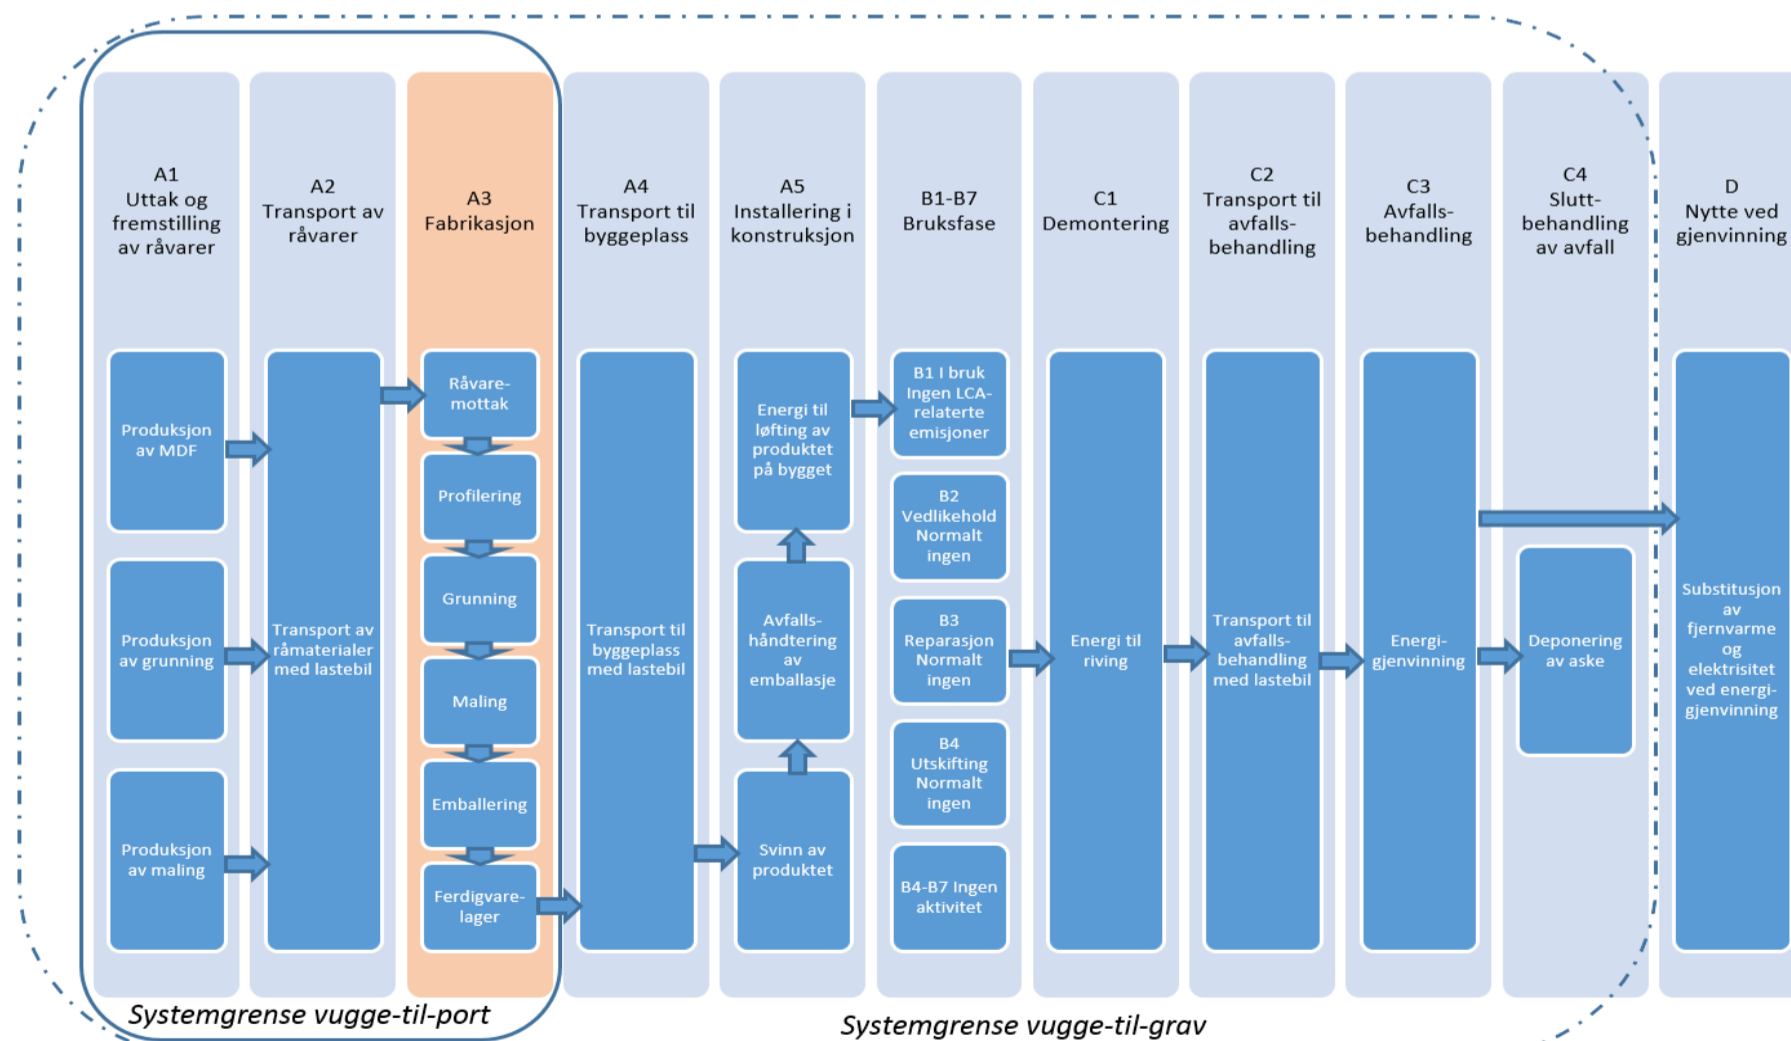 A1
Uttak og
fremstilling
av råvarer
A2
Transport av
råvarer
A3
Fabrikasjon
A4
Transport til
byggeplass
A5
Installering i
konstruksjon
B1-B7
Bruksfase
C1
Demontering
C2
Transport til
avfalls-
behandling
C3
Avfalls-
behandling
C4
Slutt-
behandling
av avfall
D
Nytte ved
gjenvinning
Produksjon
av MDF
Produksjon
av grunning
Produksjon
av maling
Transport av
råmaterialer
med lastebil
Råvare-
mottak
Profilering
Grunning
Maling
Emballering
Ferdigvare-
lager
Transport til
byggeplass
med lastebil
Energi til
løfting av
produktet
på bygget
Avfalls-
håndtering
av
emballasje
Svinn av
produktet
B1 I bruk
Ingen LCA-
relaterte
emisjoner
B2
Vedlikehold
Normalt
ingen
B3
Reparasjon
Normalt
ingen
B4
Utskifting
Normalt
ingen
B4-B7 Ingen
aktivitet
Energi til
riving
Transport til
avfalls-
behandling
med lastebil
Energi-
gjenvinning
Deponering
av aske
Substitusjon
av
fjernvarme
og
elektrisitet
ved energi-
gjenvinning
Systemgrense vugge-til-port
Systemgrense vugge-til-grav